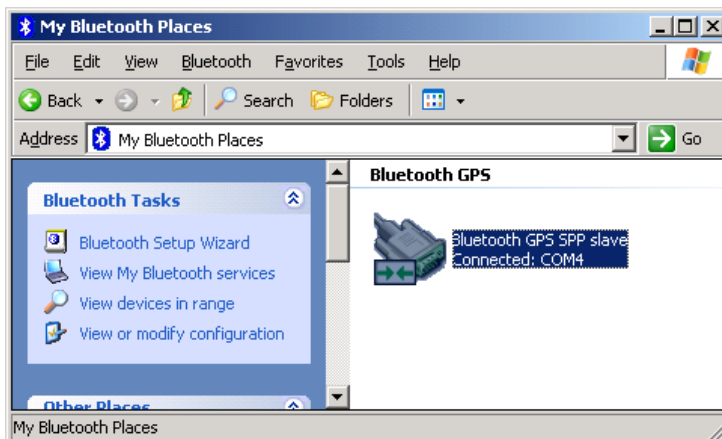 My Bluetooth Places
File Edit View Bluetooth Favorites Tools Help
Back Search Folders
Address My Bluetooth Places Go
Bluetooth Tasks
Bluetooth Setup Wizard
View My Bluetooth services
View devices in range
View or modify configuration
Other Places
Bluetooth GPS
Bluetooth GPS SPP slave
Connected: COM4
My Bluetooth Places